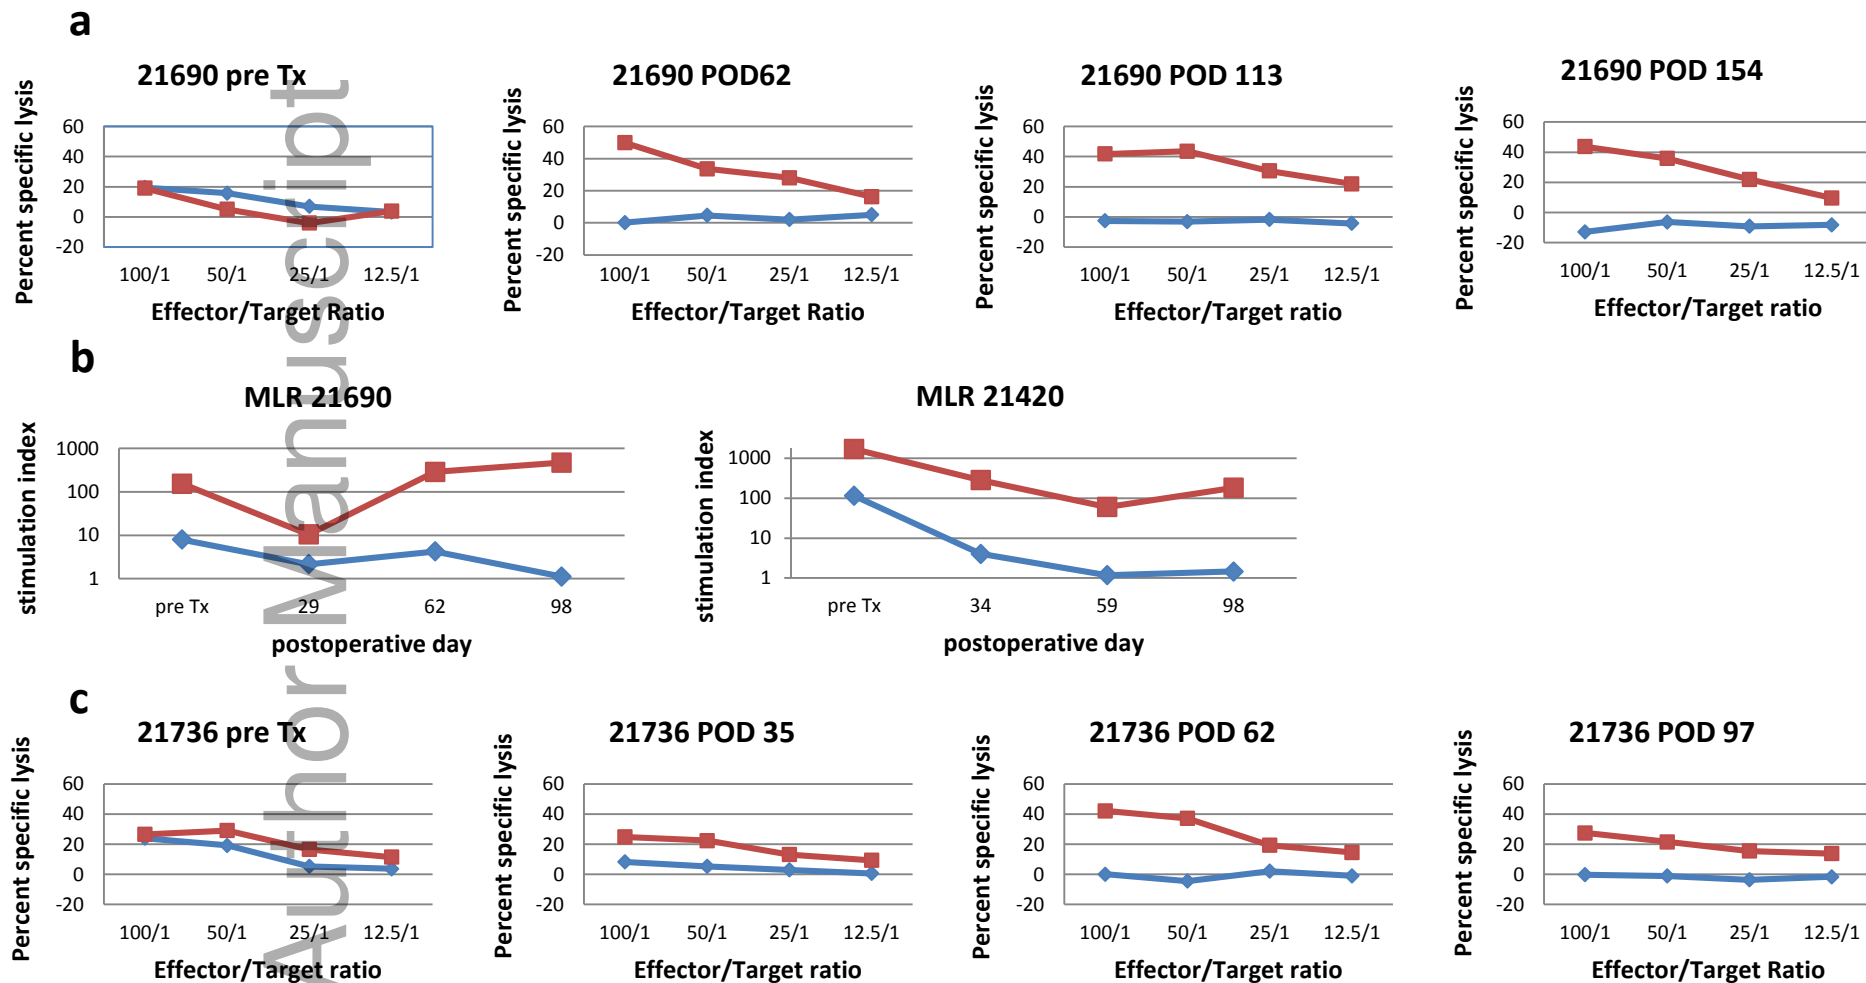 a
21690 pre Tx
21690 POD62
21690 POD 113
21690 POD 154
Percent specific lysis
60
40
20
0
-20
100/1 50/1 25/1 12.5/1
Effector/Target Ratio
Percent specific lysis
60
40
20
0
-20
100/1 50/1 25/1 12.5/1
Effector/Target Ratio
Percent specific lysis
60
40
20
0
-20
100/1 50/1 25/1 12.5/1
Effector/Target ratio
Percent specific lysis
60
40
20
0
-20
100/1 50/1 25/1 12.5/1
Effector/Target ratio
b
MLR 21690
stimulation index
1000
100
10
1
pre Tx 29 62 98
postoperative day
MLR 21420
stimulation index
1000
100
10
1
pre Tx 34 59 98
postoperative day
c
21736 pre Tx
21736 POD 35
21736 POD 62
21736 POD 97
Percent specific lysis
60
40
20
0
-20
100/1 50/1 25/1 12.5/1
Effector/Target ratio
Percent specific lysis
60
40
20
0
-20
100/1 50/1 25/1 12.5/1
Effector/Target ratio
Percent specific lysis
60
40
20
0
-20
100/1 50/1 25/1 12.5/1
Effector/Target ratio
Percent specific lysis
60
40
20
0
-20
100/1 50/1 25/1 12.5/1
Effector/Target Ratio
Author Manuscript